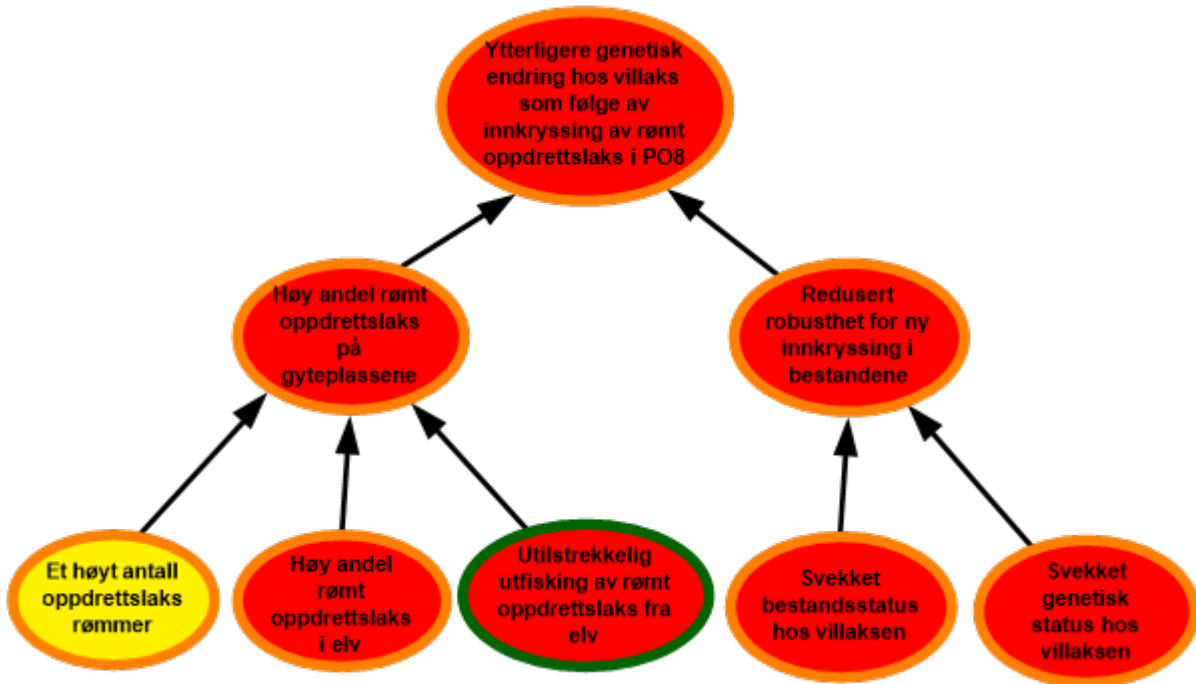 Ytterligere genetisk
endring hos villaks
som følge av
innkryssing av rømt
oppdrettslaks i PO8
Høy andel rømt
oppdrettslaks
på
gyteplassene
Redusert
robusthet for ny
innkryssing i
bestandene
Et høyt antall
oppdrettslaks
rømmer
Høy andel
rømt
oppdrettslaks
i elv
Utilstrekkelig
utfisking av rømt
oppdrettslaks fra
elv
Svekket
bestandsstatus
hos villaksen
Svekket
genetisk
status hos
villaksen